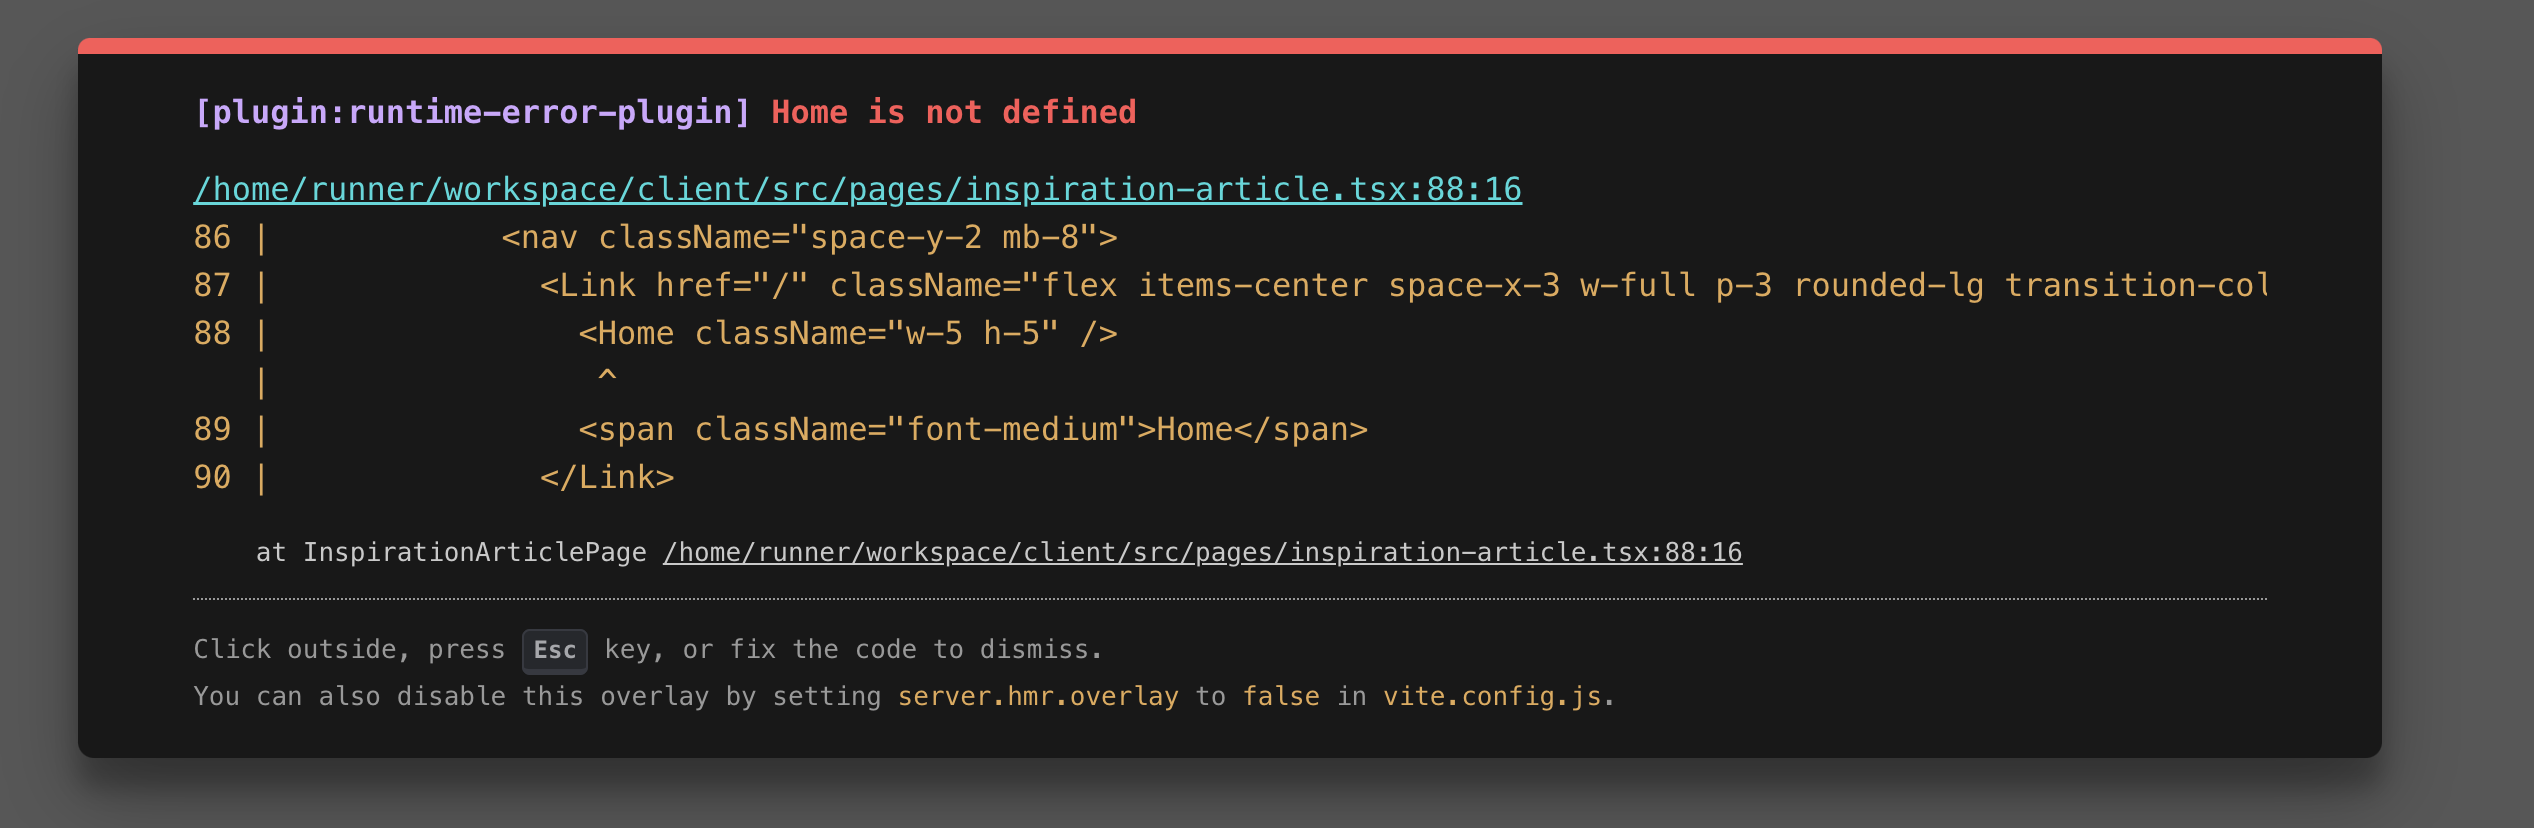 [plugin:runtime-error-plugin] Home is not defined
/home/runner/workspace/client/src/pages/inspiration-article.tsx:88:16
86 |            <nav className="space-y-2 mb-8">
87 |              <Link href="/" className="flex items-center space-x-3 w-full p-3 rounded-lg transition-col
88 |                <Home className="w-5 h-5" />
   |                 ^
89 |                <span className="font-medium">Home</span>
90 |              </Link>
    at InspirationArticlePage /home/runner/workspace/client/src/pages/inspiration-article.tsx:88:16
Click outside, press Esc key, or fix the code to dismiss.
You can also disable this overlay by setting server.hmr.overlay to false in vite.config.js.